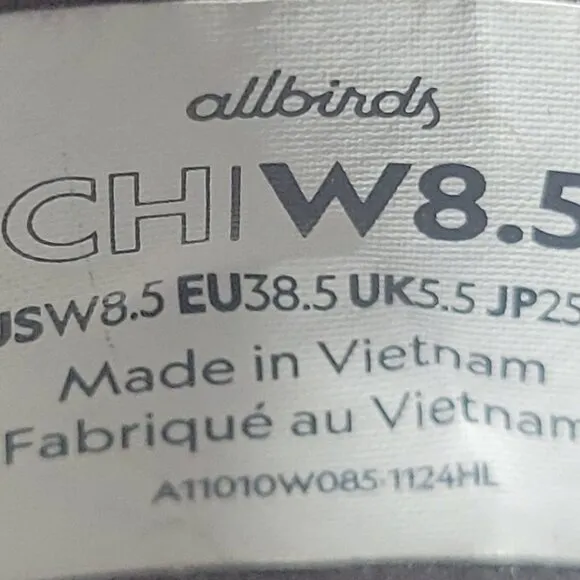 allbirds
CH|W8.5
USW8.5 EU38.5 UK5.5 JP25
Made in Vietnam
Fabriqué au Vietnam
A11010W085-1124HL